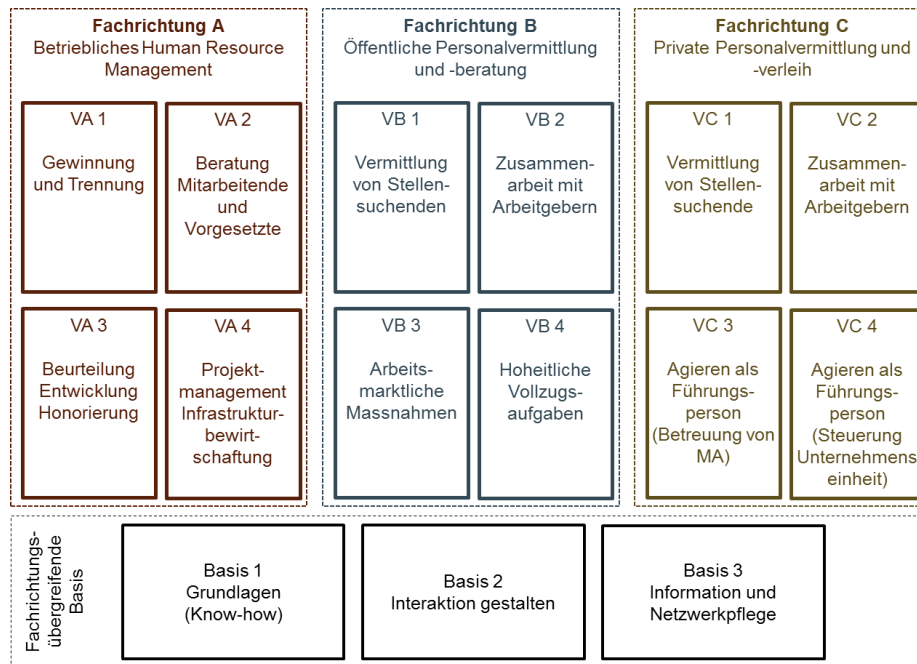 Fachrichtung A
Betriebliches Human Resource
Management
VA 1
Gewinnung
und Trennung
VA 2
Beratung
Mitarbeitende
und
Vorgesetzte
VA 3
Beurteilung
Entwicklung
Honorierung
VA 4
Projekt-
management
Infrastruktur-
bewirt-
schaftung
Fachrichtung B
Öffentliche Personalvermittlung
und -beratung
VB 1
Vermittlung
von Stellen-
suchenden
VB 2
Zusammen-
arbeit mit
Arbeitgebern
VB 3
Arbeits-
marktliche
Massnahmen
VB 4
Hoheitliche
Vollzugs-
aufgaben
Fachrichtung C
Private Personalvermittlung und
-verleih
VC 1
Vermittlung
von Stellen-
suchende
VC 2
Zusammen-
arbeit mit
Arbeitgebern
VC 3
Agieren als
Führungs-
person
(Betreuung von
MA)
VC 4
Agieren als
Führungs-
person
(Steuerung
Unternehmens
einheit)
Fachrichtungs-
übergreifende
Basis
Basis 1
Grundlagen
(Know-how)
Basis 2
Interaktion gestalten
Basis 3
Information und
Netzwerkpflege